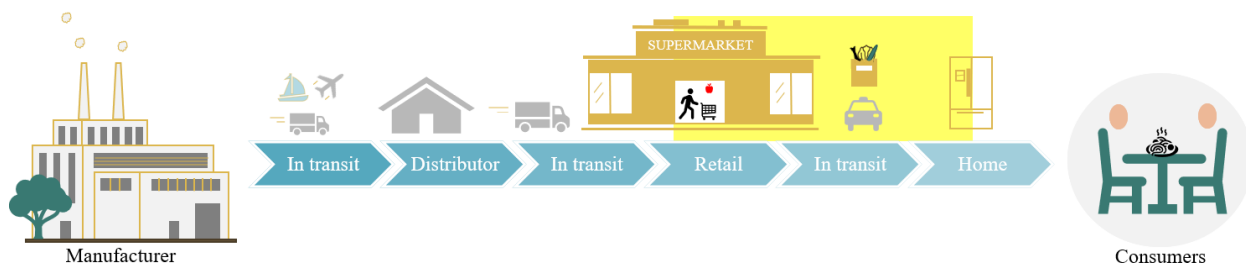 SUPERMARKET
In transit
Distributor
In transit
Retail
In transit
Home
Manufacturer
Consumers